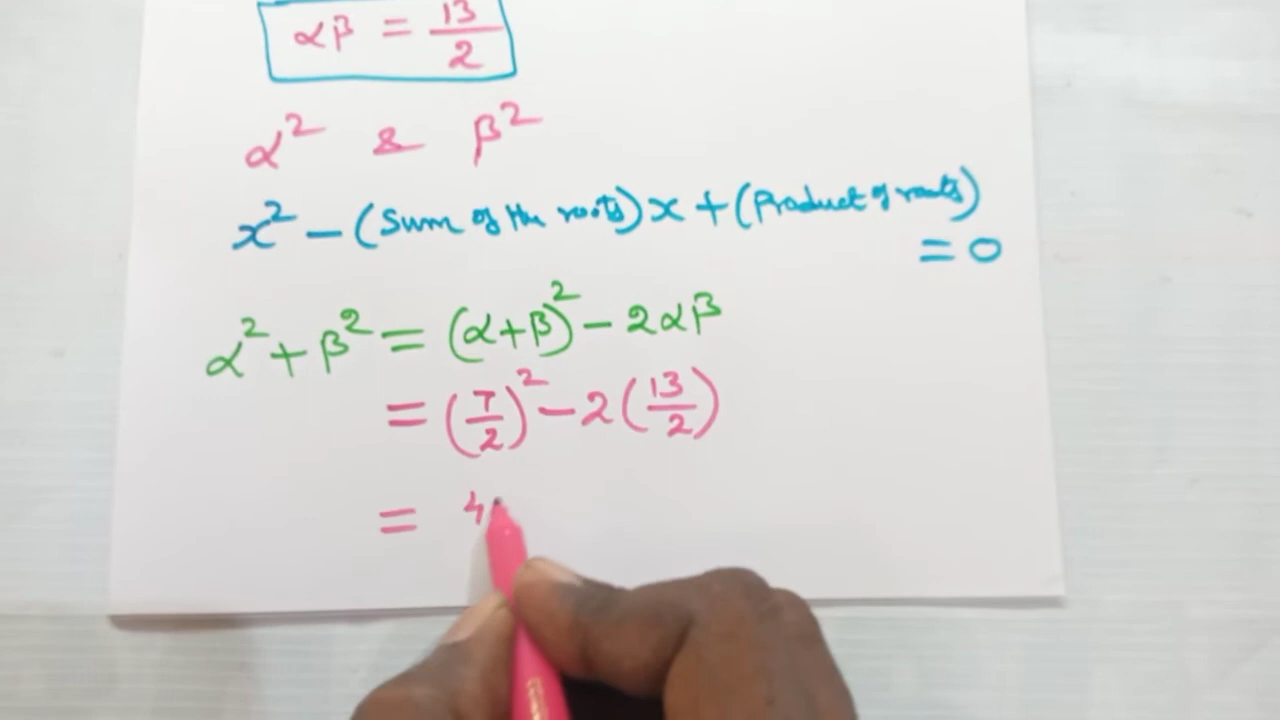 αβ = 13/2
α² & β²
x² - (Sum of the roots)x + (Product of roots)
= 0
α² + β² = (α+β)² - 2αβ
= (7/2)² - 2(13/2)
= 4